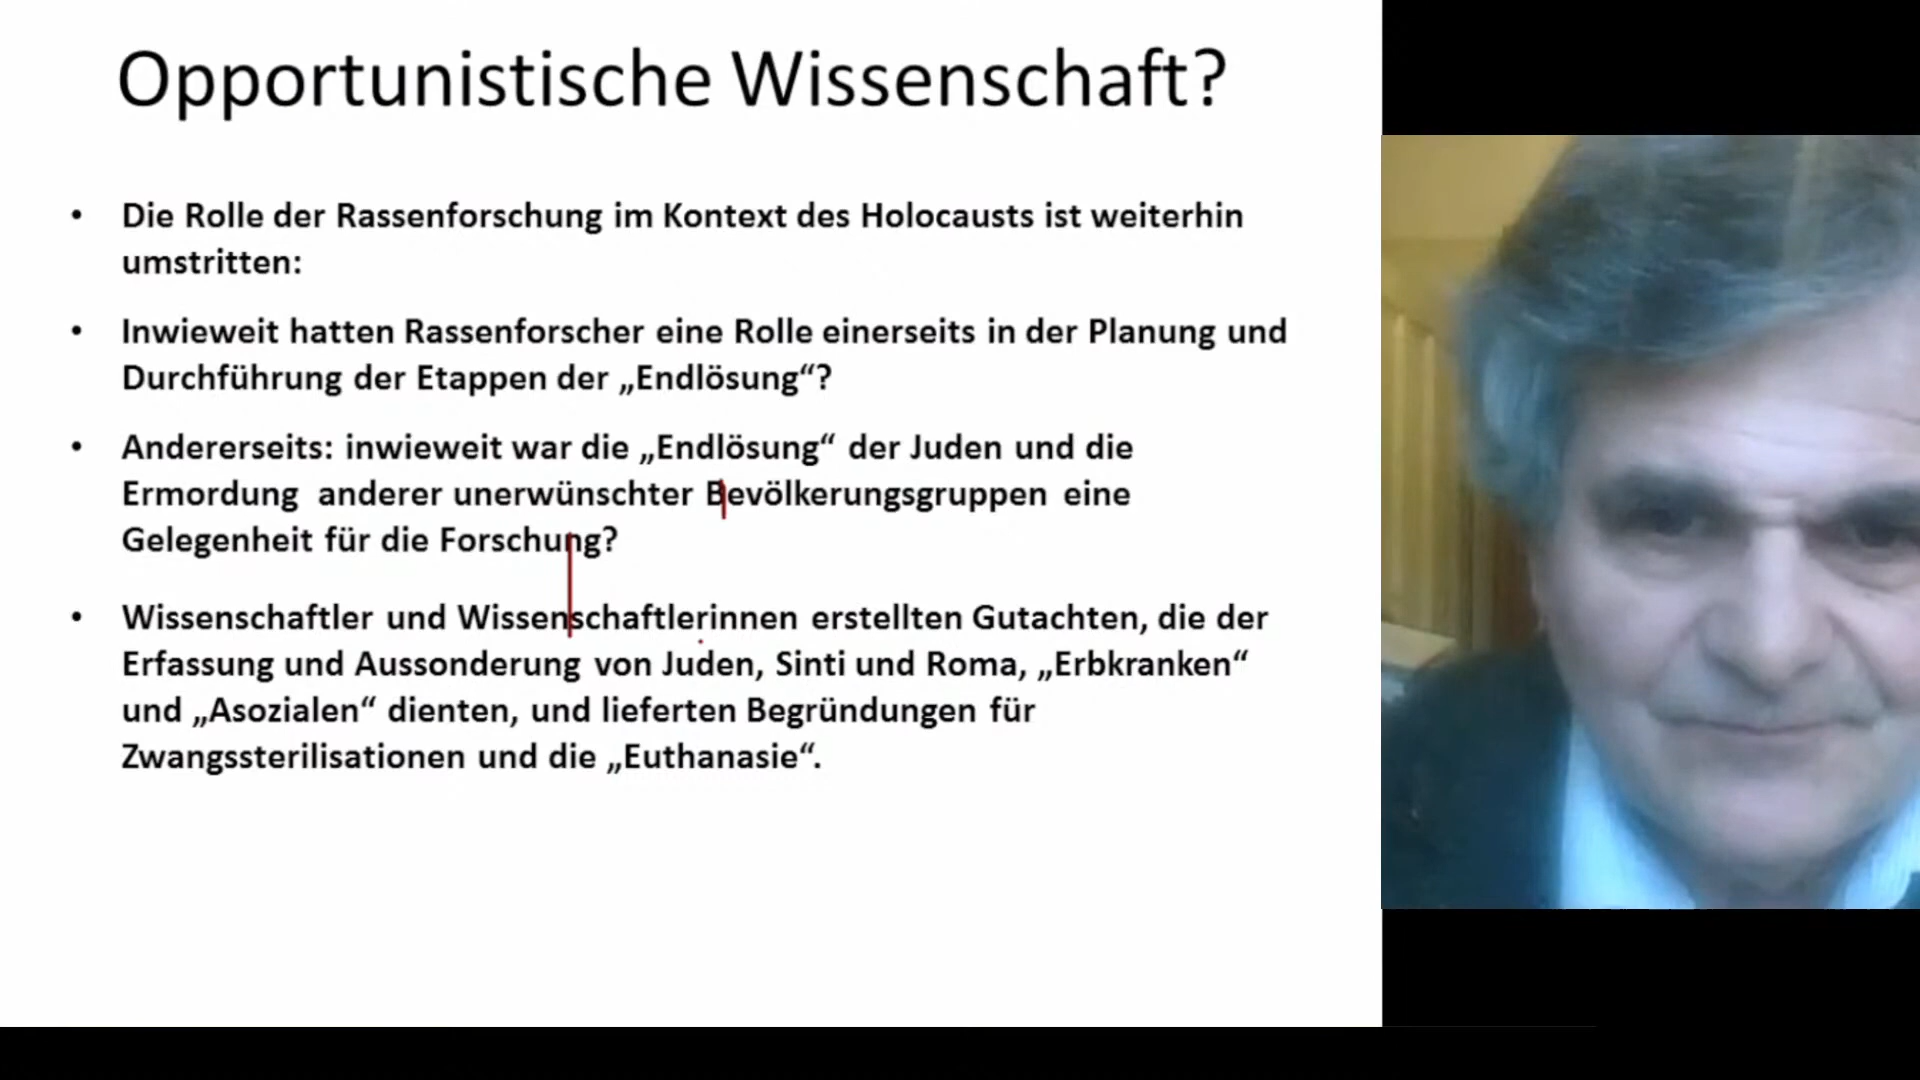 Opportunistische Wissenschaft?
• Die Rolle der Rassenforschung im Kontext des Holocausts ist weiterhin
umstritten:
• Inwieweit hatten Rassenforscher eine Rolle einerseits in der Planung und
Durchführung der Etappen der „Endlösung“?
• Andererseits: inwieweit war die „Endlösung“ der Juden und die
Ermordung anderer unerwünschter Bevölkerungsgruppen eine
Gelegenheit für die Forschung?
• Wissenschaftler und Wissenschaftlerinnen erstellten Gutachten, die der
Erfassung und Aussonderung von Juden, Sinti und Roma, „Erbkranken“
und „Asozialen“ dienten, und lieferten Begründungen für
Zwangssterilisationen und die „Euthanasie“.